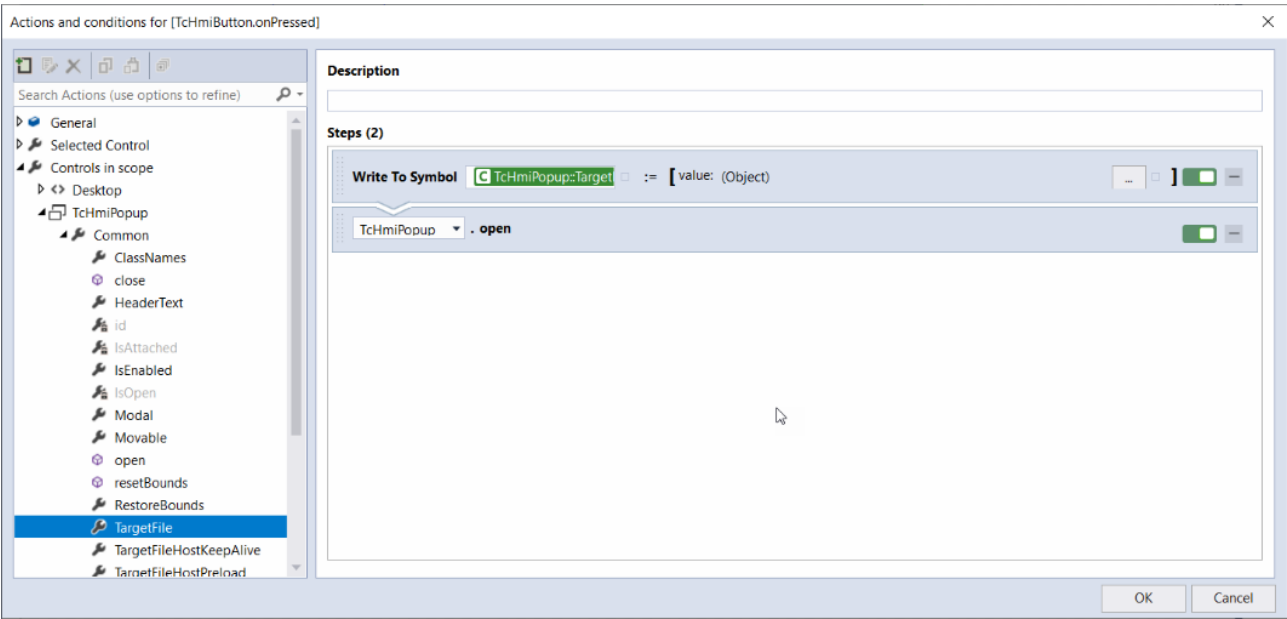 Actions and conditions for [TcHmiButton.onPressed]
Search Actions (use options to refine)
General
Selected Control
Controls in scope
Desktop
TcHmiPopup
Common
ClassNames
close
HeaderText
id
IsAttached
IsEnabled
IsOpen
Modal
Movable
open
resetBounds
RestoreBounds
TargetFile
TargetFileHostKeepAlive
TargetFileHostPreload
Description
Steps (2)
Write To Symbol C TcHmiPopup::Target := [ value: (Object) ... ]
TcHmiPopup . open
OK Cancel